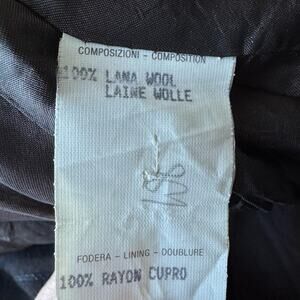 COMPOSIZIONI - COMPOSITION
100% LANA WOOL
LAINE WOLLE
FODERA - LINING - DOUBLURE
100% RAYON CUPRO